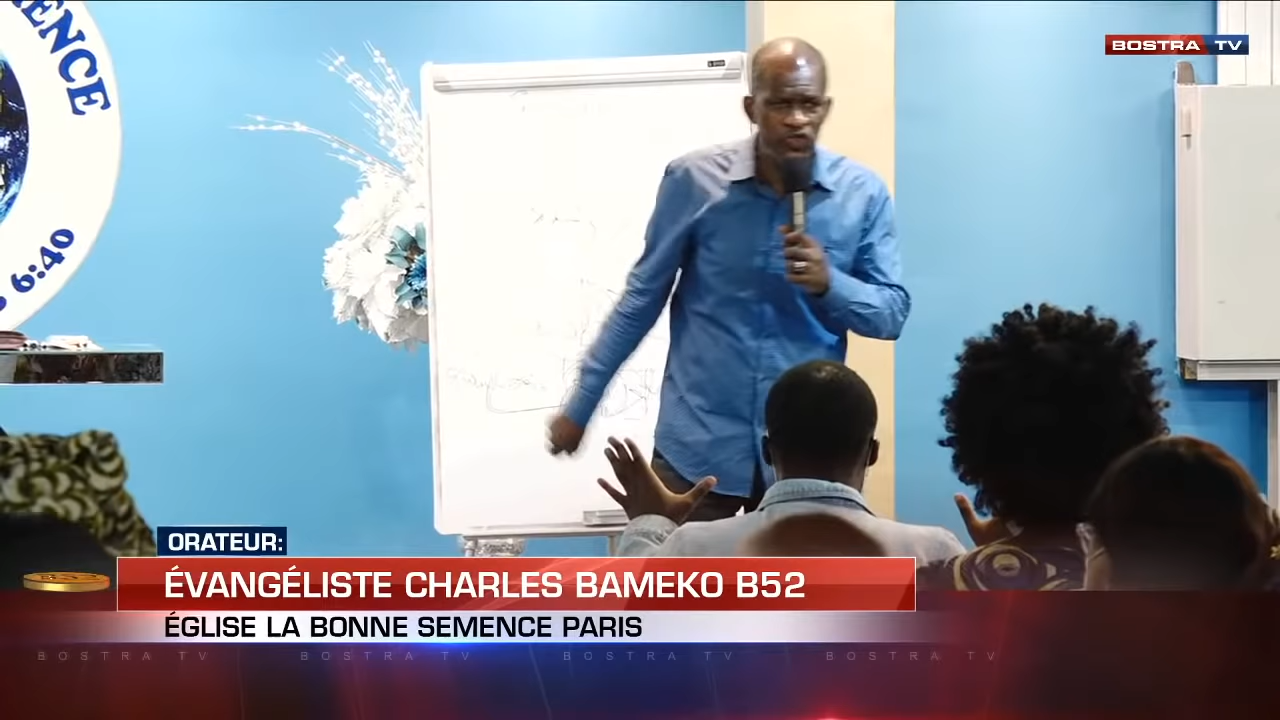 ENCE
6:40
BOSTRA TV
ORATEUR:
ÉVANGÉLISTE CHARLES BAMEKO B52
ÉGLISE LA BONNE SEMENCE PARIS
BOSTRA TV BOSTRA TV BOSTRA TV BOSTRA TV